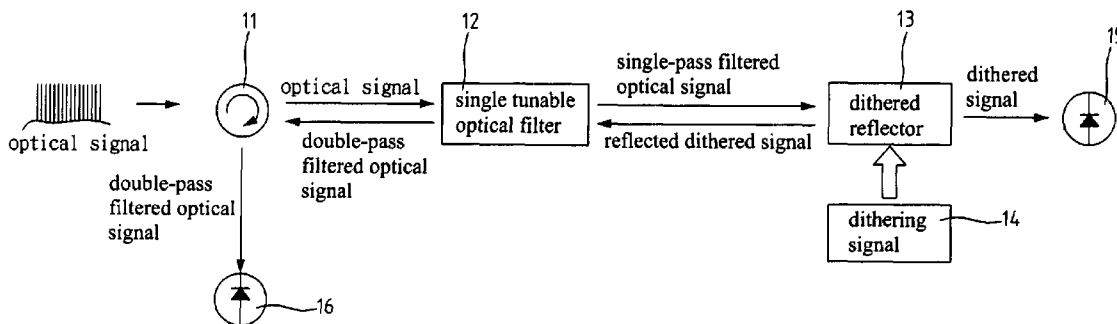 11
12
13
15
optical signal
optical signal
double-pass
filtered optical
signal
single tunable
optical filter
single-pass filtered
optical signal
reflected dithered signal
dithered
reflector
dithered
signal
double-pass
filtered optical
signal
dithering
signal
14
16